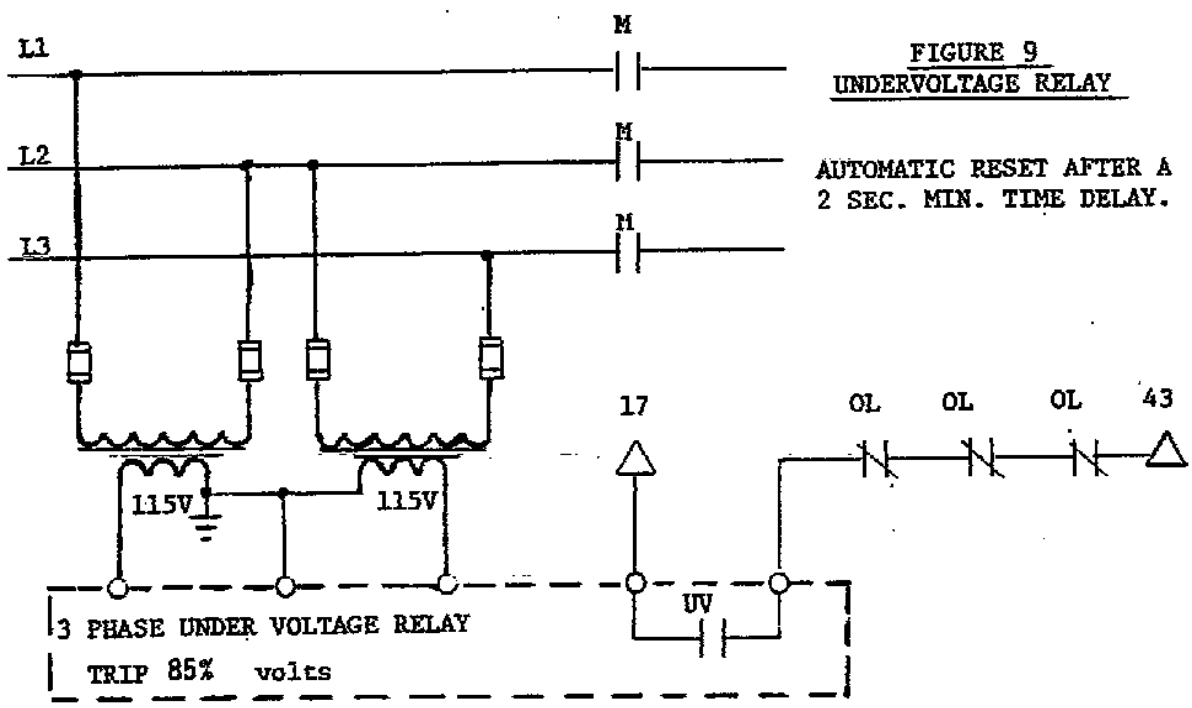 M
L1
FIGURE 9
UNDERVOLTAGE RELAY
L2
M
AUTOMATIC RESET AFTER A
2 SEC. MIN. TIME DELAY.
L3
M
17
OL
OL
OL
43
115V
115V
UV
3 PHASE UNDER VOLTAGE RELAY
TRIP 85% volts